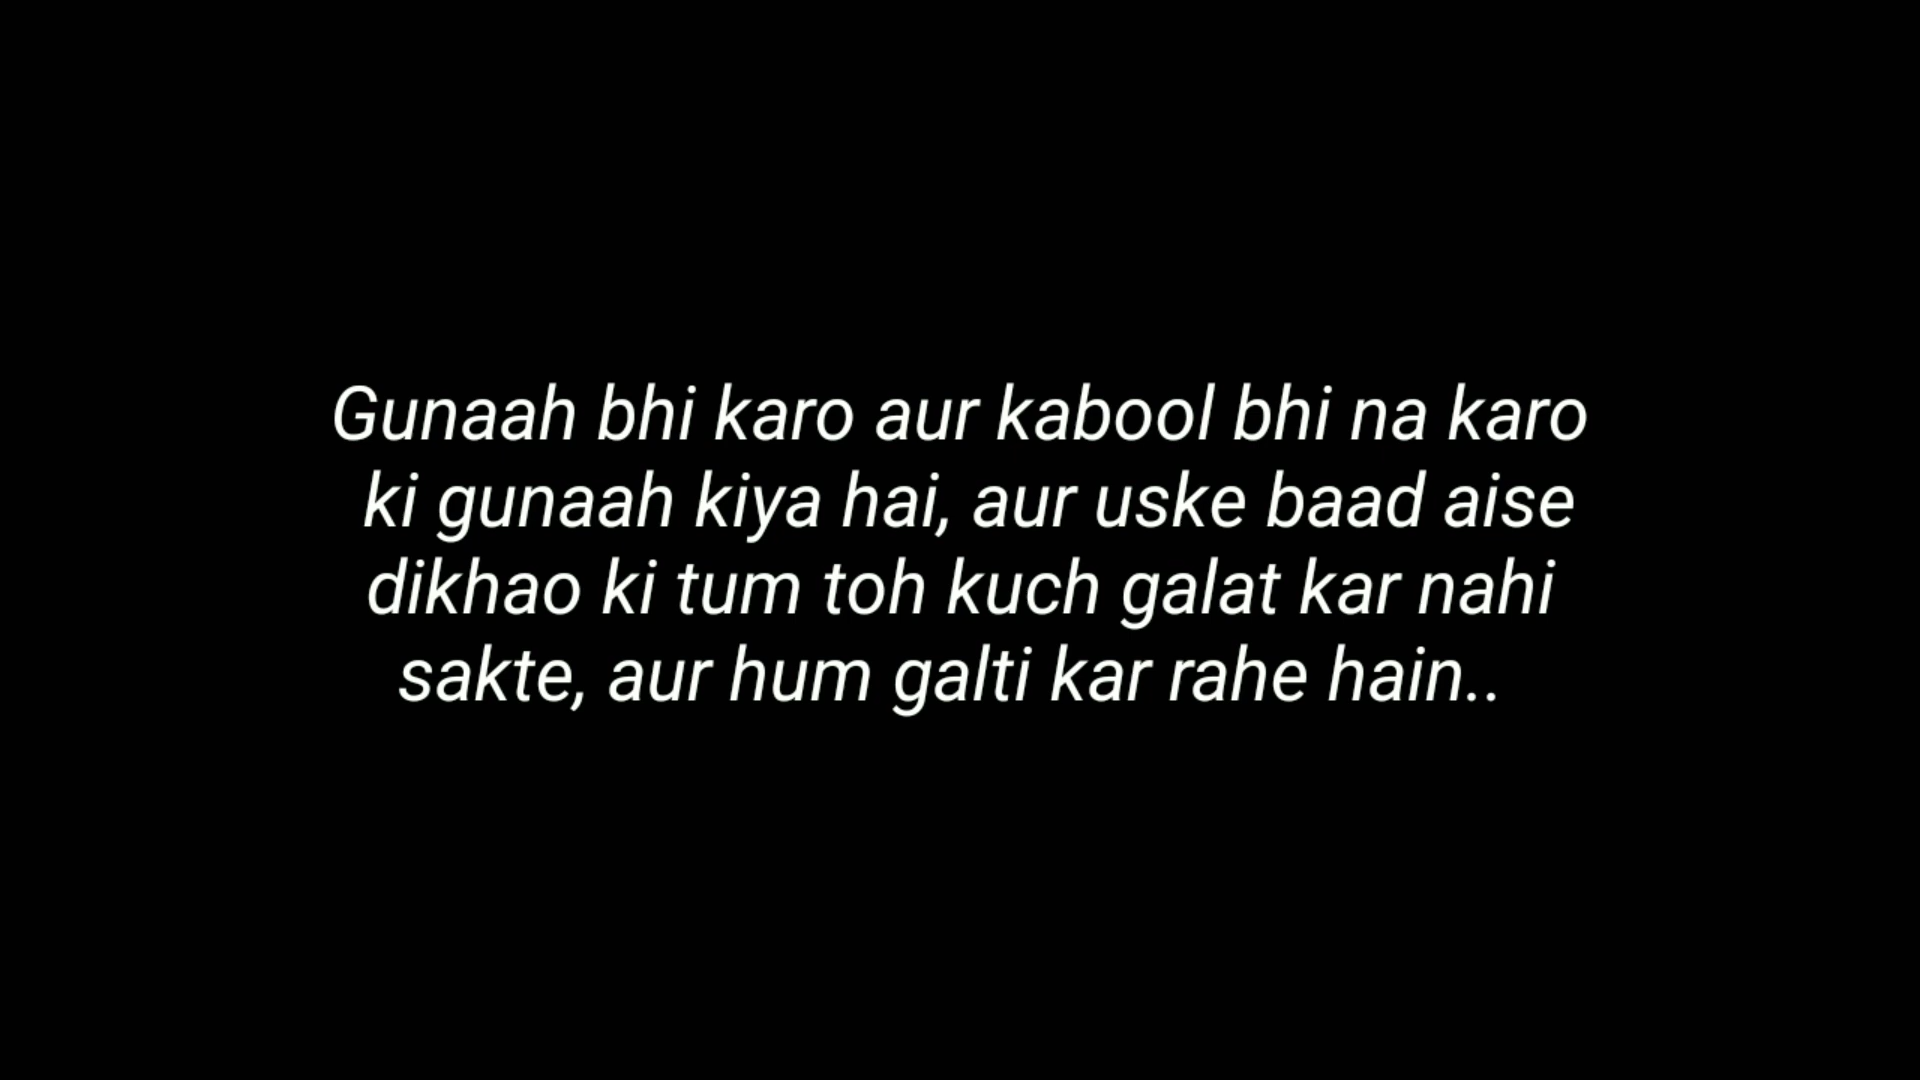 Gunaah bhi karo aur kabool bhi na karo
ki gunaah kiya hai, aur uske baad aise
dikhao ki tum toh kuch galat kar nahi
sakte, aur hum galti kar rahe hain..